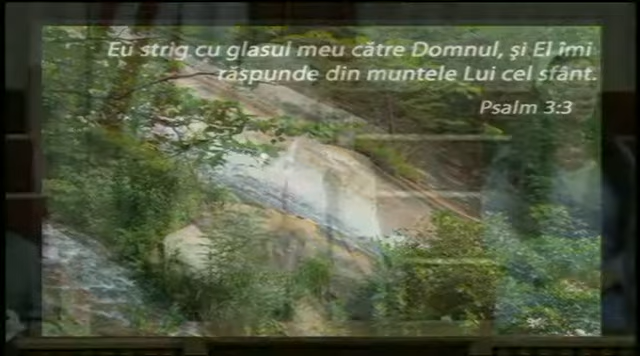 Eu strig cu glasul meu către Domnul, şi El îmi
răspunde din muntele Lui cel sfânt.
Psalm 3:3